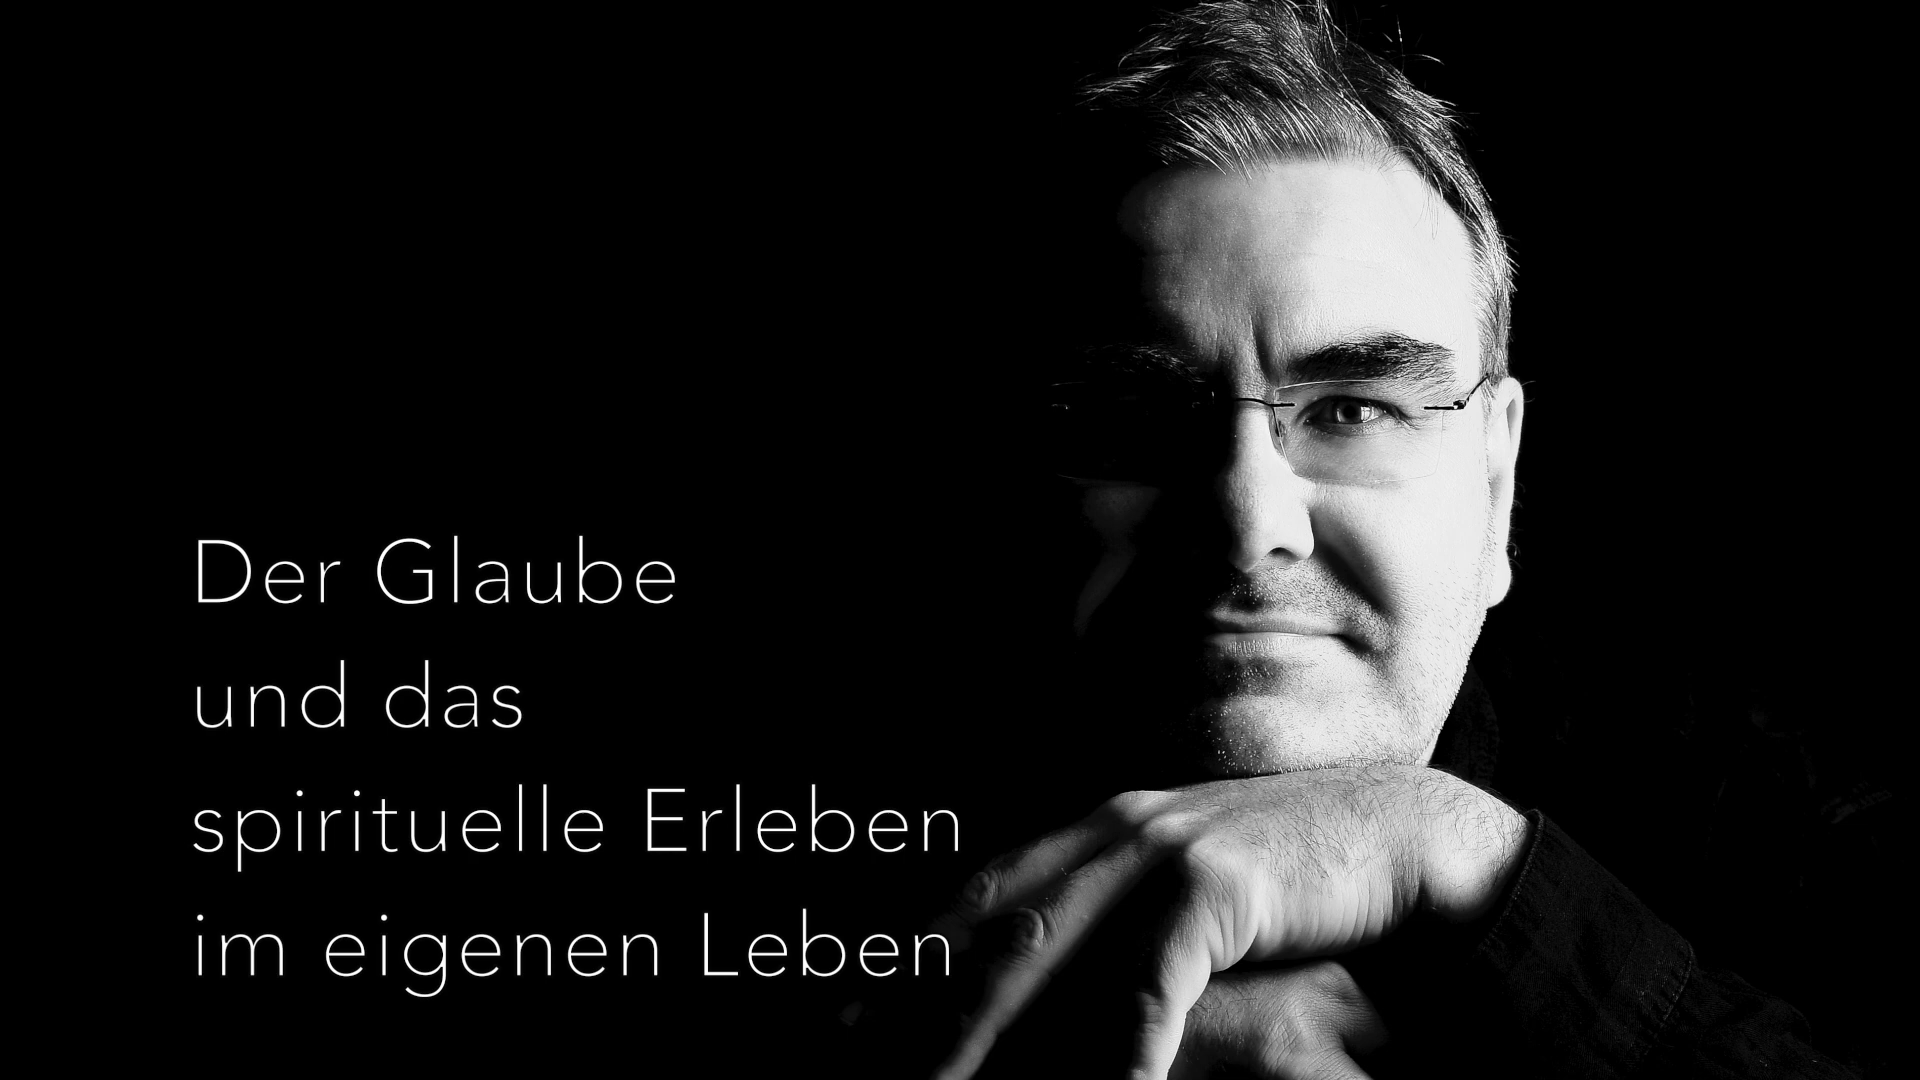 Der Glaube
und das
spirituelle Erleben
im eigenen Leben